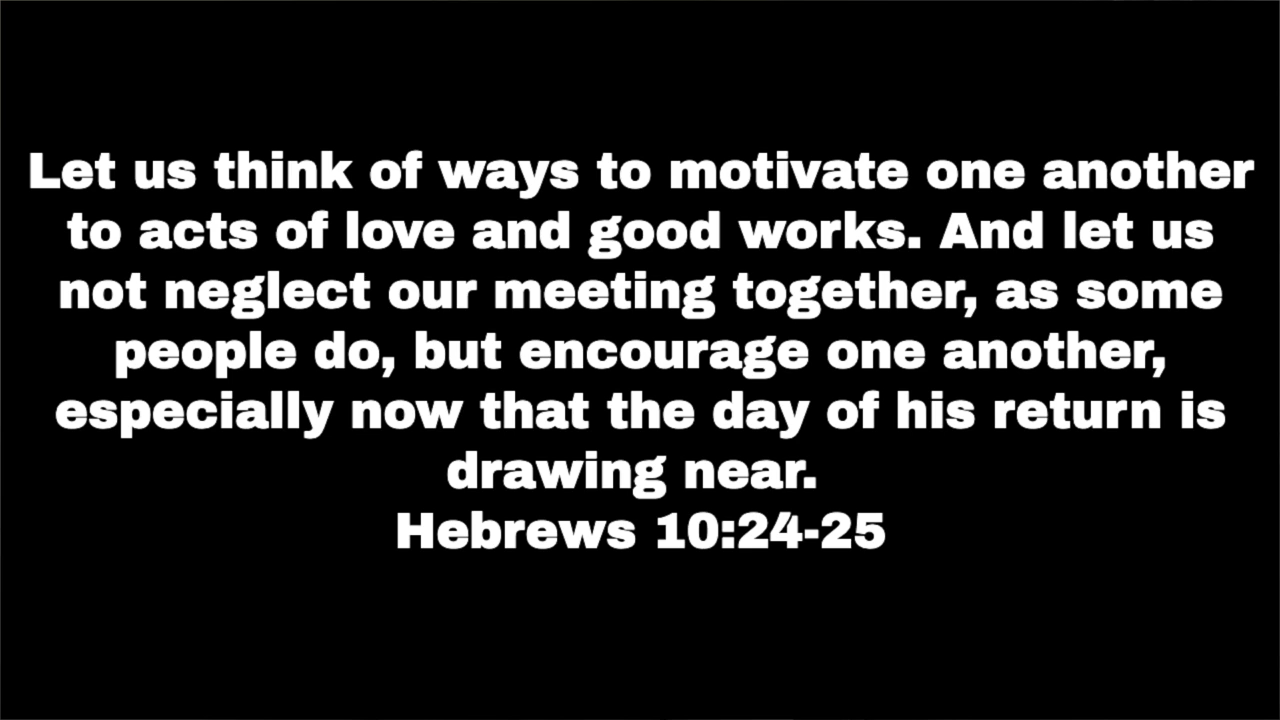 Let us think of ways to motivate one another
to acts of love and good works. And let us
not neglect our meeting together, as some
people do, but encourage one another,
especially now that the day of his return is
drawing near.
Hebrews 10:24-25